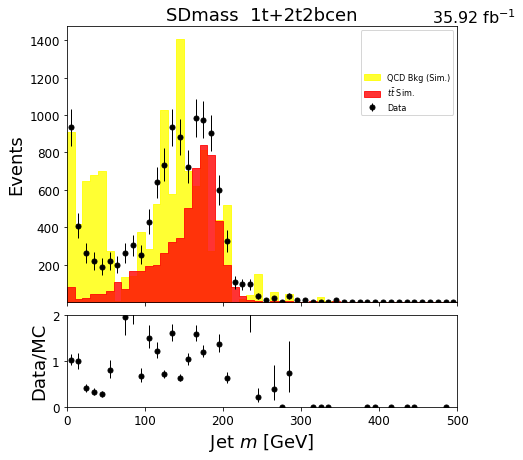 SDmass 1t+2t2bcen
35.92 fb⁻¹
QCD Bkg (Sim.)
tt̄ Sim.
Data
Events
1400
1200
1000
800
600
400
200
Data/MC
2
1
0
0 100 200 300 400 500
Jet m [GeV]